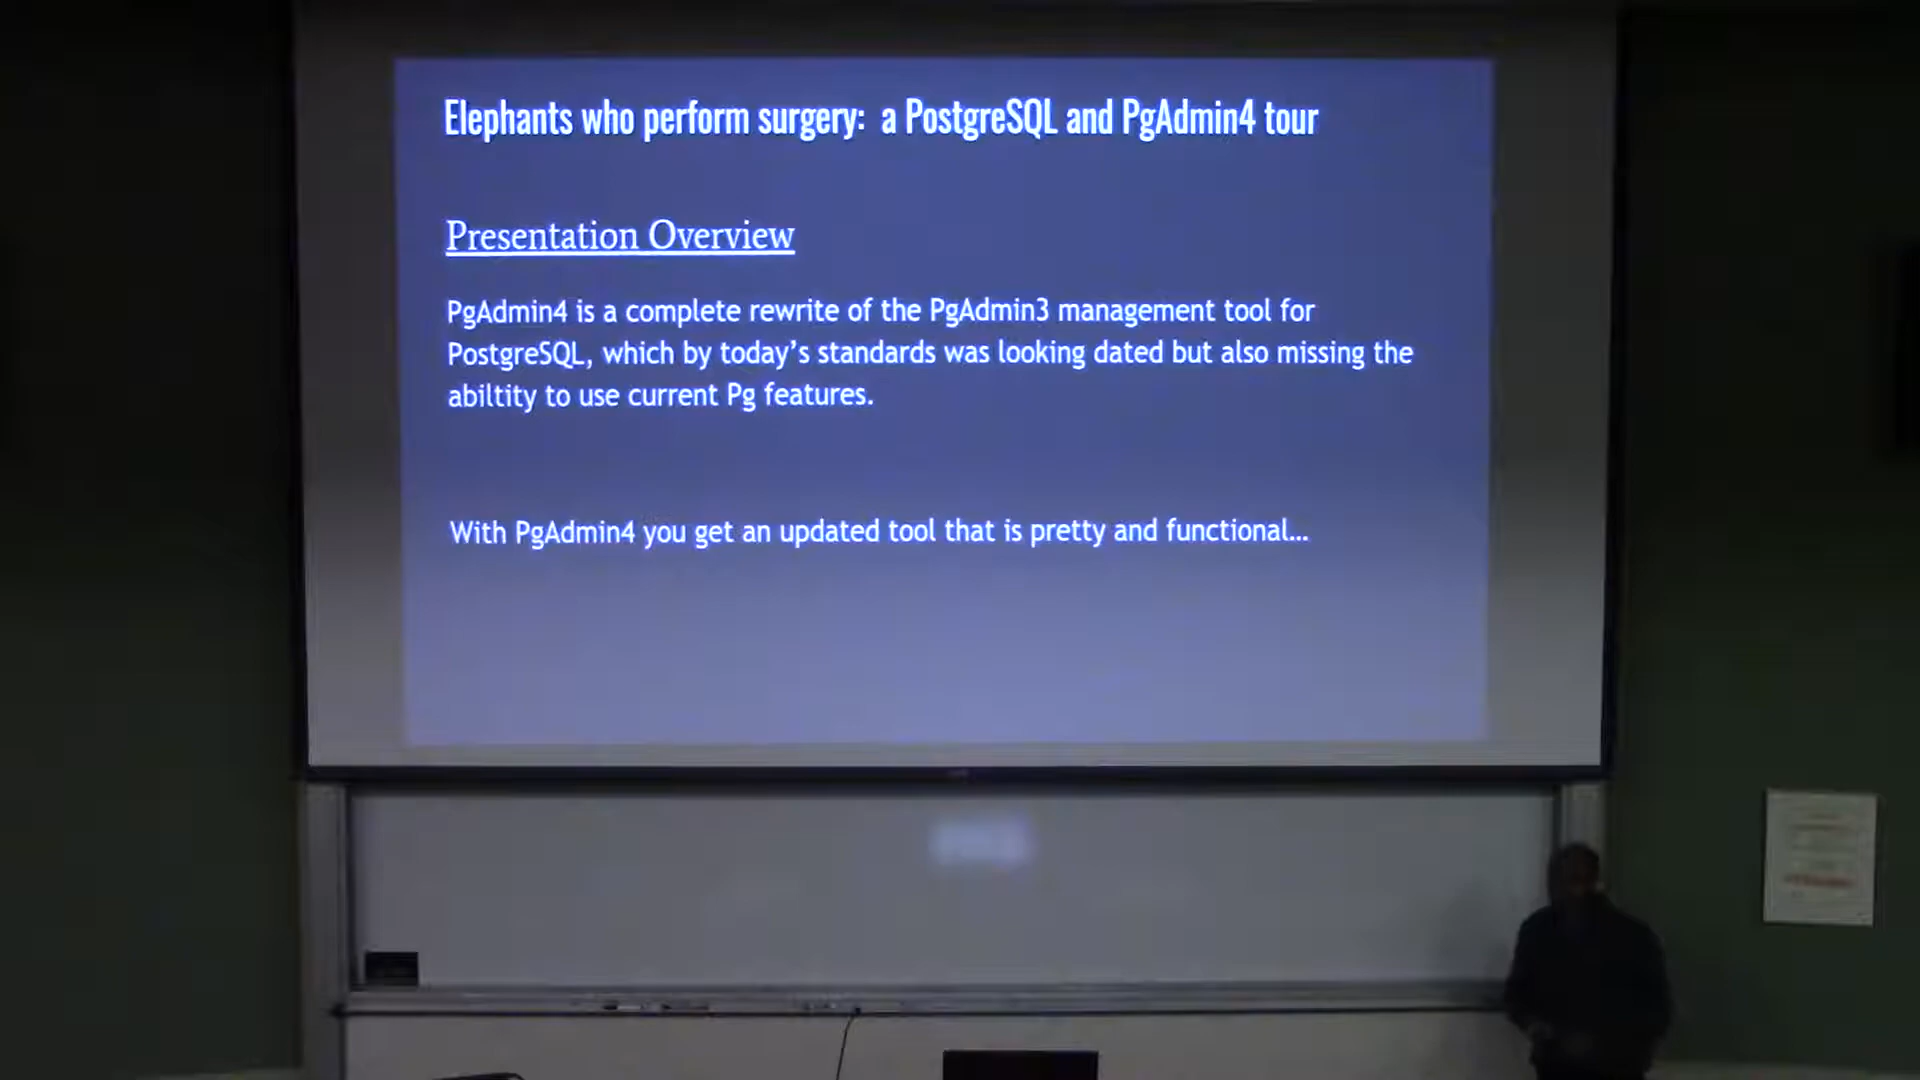 Elephants who perform surgery: a PostgreSQL and PgAdmin4 tour
Presentation Overview
PgAdmin4 is a complete rewrite of the PgAdmin3 management tool for
PostgreSQL, which by today's standards was looking dated but also missing the
abiltity to use current Pg features.
With PgAdmin4 you get an updated tool that is pretty and functional...